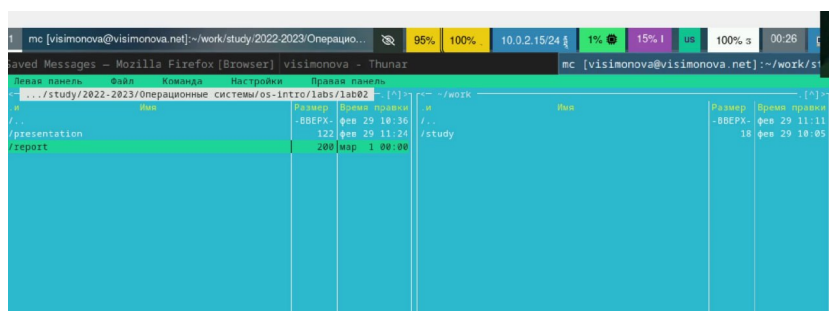 1 mc [visimonova@visimonova.net]:~/work/study/2022-2023/Операцио... 95% 100% 10.0.2.15/24 1% 15% us 100% 00:26
Saved Messages — Mozilla Firefox [Browser] visimonova - Thunar mc [visimonova@visimonova.net]:~/work/st
Левая панель Файл Команда Настройки Правая панель
<— .../study/2022-2023/Операционные системы/os-intro/labs/lab02 —.[^]> <— ~/work —.[^]>
.и Имя Размер Время правки .и Имя Размер Время правки
/.. -ВВЕРХ- фев 29 10:36 /.. -ВВЕРХ- фев 29 11:11
/presentation 122 фев 29 11:24 /study 18 фев 29 10:05
/report 200 мар 1 00:00